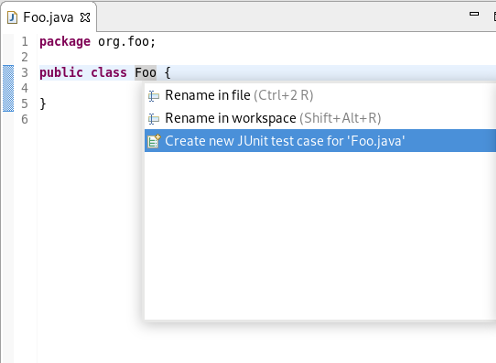 Foo.java
1 package org.foo;
2
3 public class Foo {
4
5 }
6
Rename in file (Ctrl+2 R)
Rename in workspace (Shift+Alt+R)
Create new JUnit test case for 'Foo.java'